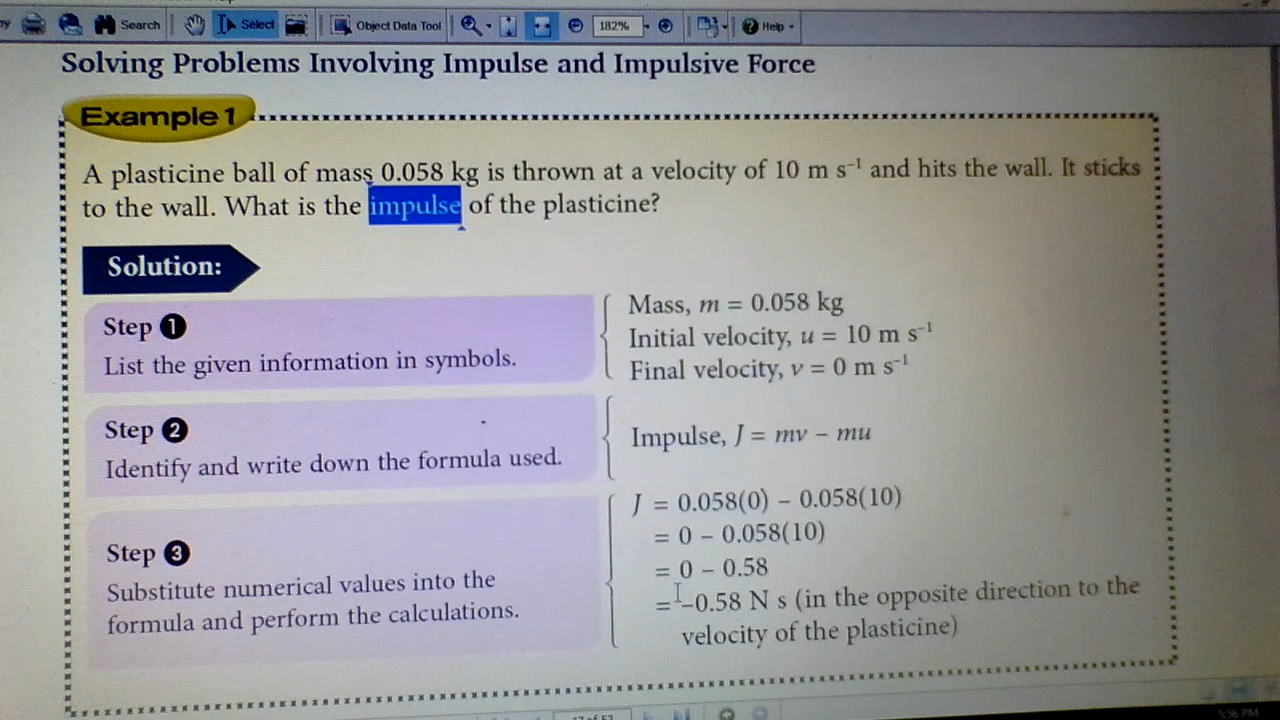 Search Select Object Data Tool 182% Help
Solving Problems Involving Impulse and Impulsive Force
Example 1
A plasticine ball of mass 0.058 kg is thrown at a velocity of 10 m s⁻¹ and hits the wall. It sticks
to the wall. What is the impulse of the plasticine?
Solution:
Step 1
List the given information in symbols.
Mass, m = 0.058 kg
Initial velocity, u = 10 m s⁻¹
Final velocity, v = 0 m s⁻¹
Step 2
Identify and write down the formula used.
Impulse, J = mv – mu
Step 3
Substitute numerical values into the
formula and perform the calculations.
J = 0.058(0) – 0.058(10)
= 0 – 0.058(10)
= 0 – 0.58
= –0.58 N s (in the opposite direction to the
velocity of the plasticine)
5:56 PM